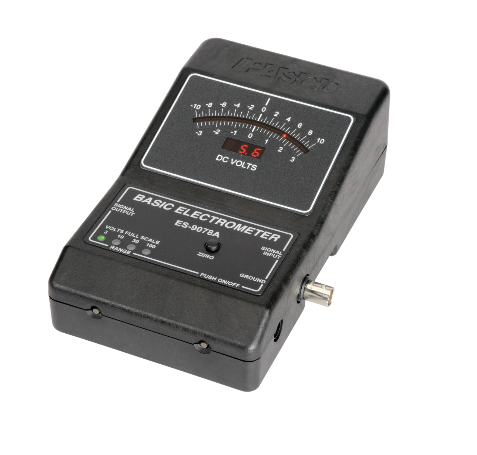 PASCO
-10 -8 -6 -4 -2 0 2 4 6 8 10
-3 -2 -1 0 1 2 3
5.6
DC VOLTS
BASIC ELECTROMETER
ES-9078A
SIGNAL
OUTPUT
VOLTS FULL SCALE
3 10 30 100
RANGE
ZERO
SIGNAL
INPUT
PUSH ON/OFF
GROUND